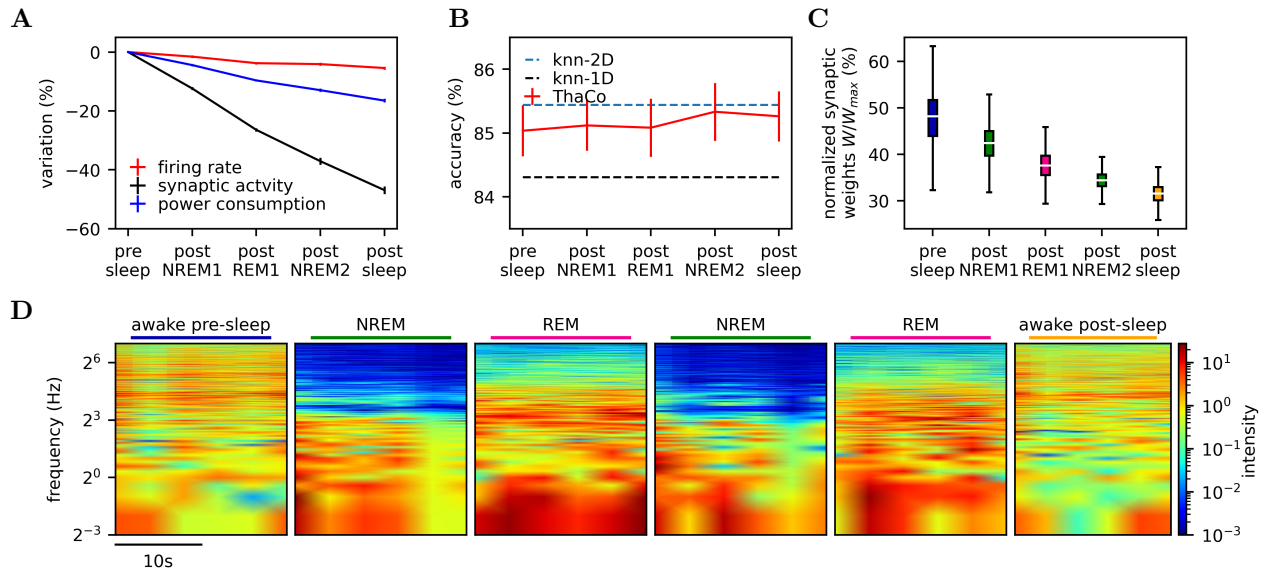 A
variation (%)
0
−20
−40
−60
firing rate
synaptic actvity
power consumption
pre sleep
post NREM1
post REM1
post NREM2
post sleep
B
accuracy (%)
86
85
84
knn-2D
knn-1D
ThaCo
pre sleep
post NREM1
post REM1
post NREM2
post sleep
C
normalized synaptic
weights W/W_max (%)
60
50
40
30
pre sleep
post NREM1
post REM1
post NREM2
post sleep
D
awake pre-sleep
NREM
REM
NREM
REM
awake post-sleep
frequency (Hz)
2^6
2^3
2^0
2^−3
10s
10^1
10^0
10^−1
10^−2
10^−3
intensity